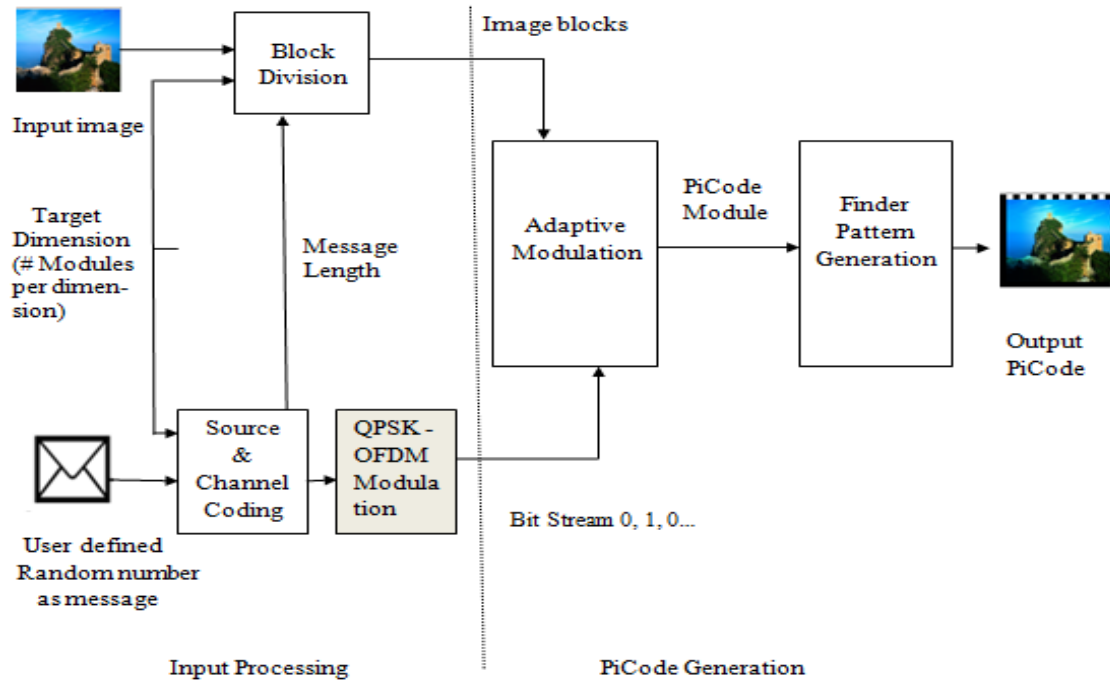 Image blocks
Block
Division
Input image
Target
Dimension
(# Modules
per dimen-
sion)
Message
Length
Adaptive
Modulation
PiCode
Module
Finder
Pattern
Generation
Output
PiCode
Source
&
Channel
Coding
QPSK -
OFDM
Modula
tion
Bit Stream 0, 1, 0...
User defined
Random number
as message
Input Processing
PiCode Generation